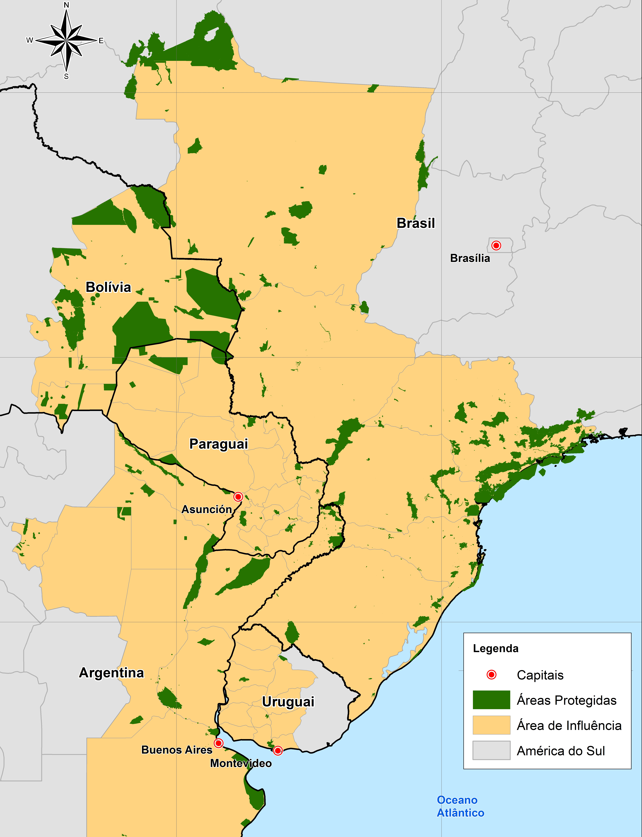 N
W
E
S
Brasil
Brasília
Bolívia
Paraguai
Asunción
Argentina
Uruguai
Buenos Aires
Montevideo
Legenda
Capitais
Áreas Protegidas
Área de Influência
América do Sul
Oceano
Atlântico